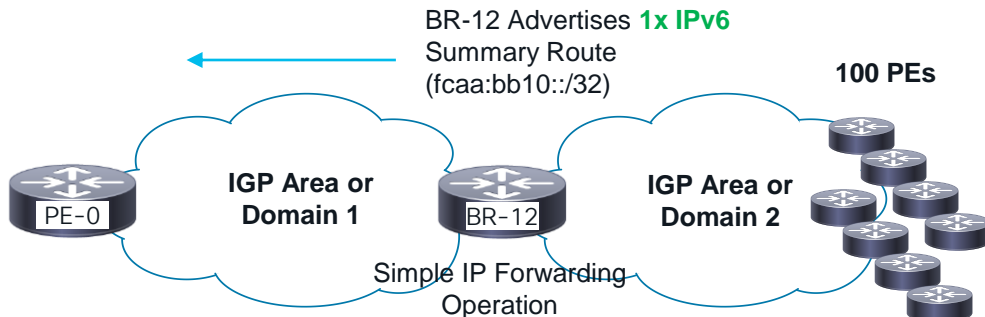 BR-12 Advertises 1x IPv6
Summary Route
(fcaa:bb10::/32)
100 PEs
IGP Area or
Domain 1
IGP Area or
Domain 2
PE-0
BR-12
Simple IP Forwarding
Operation